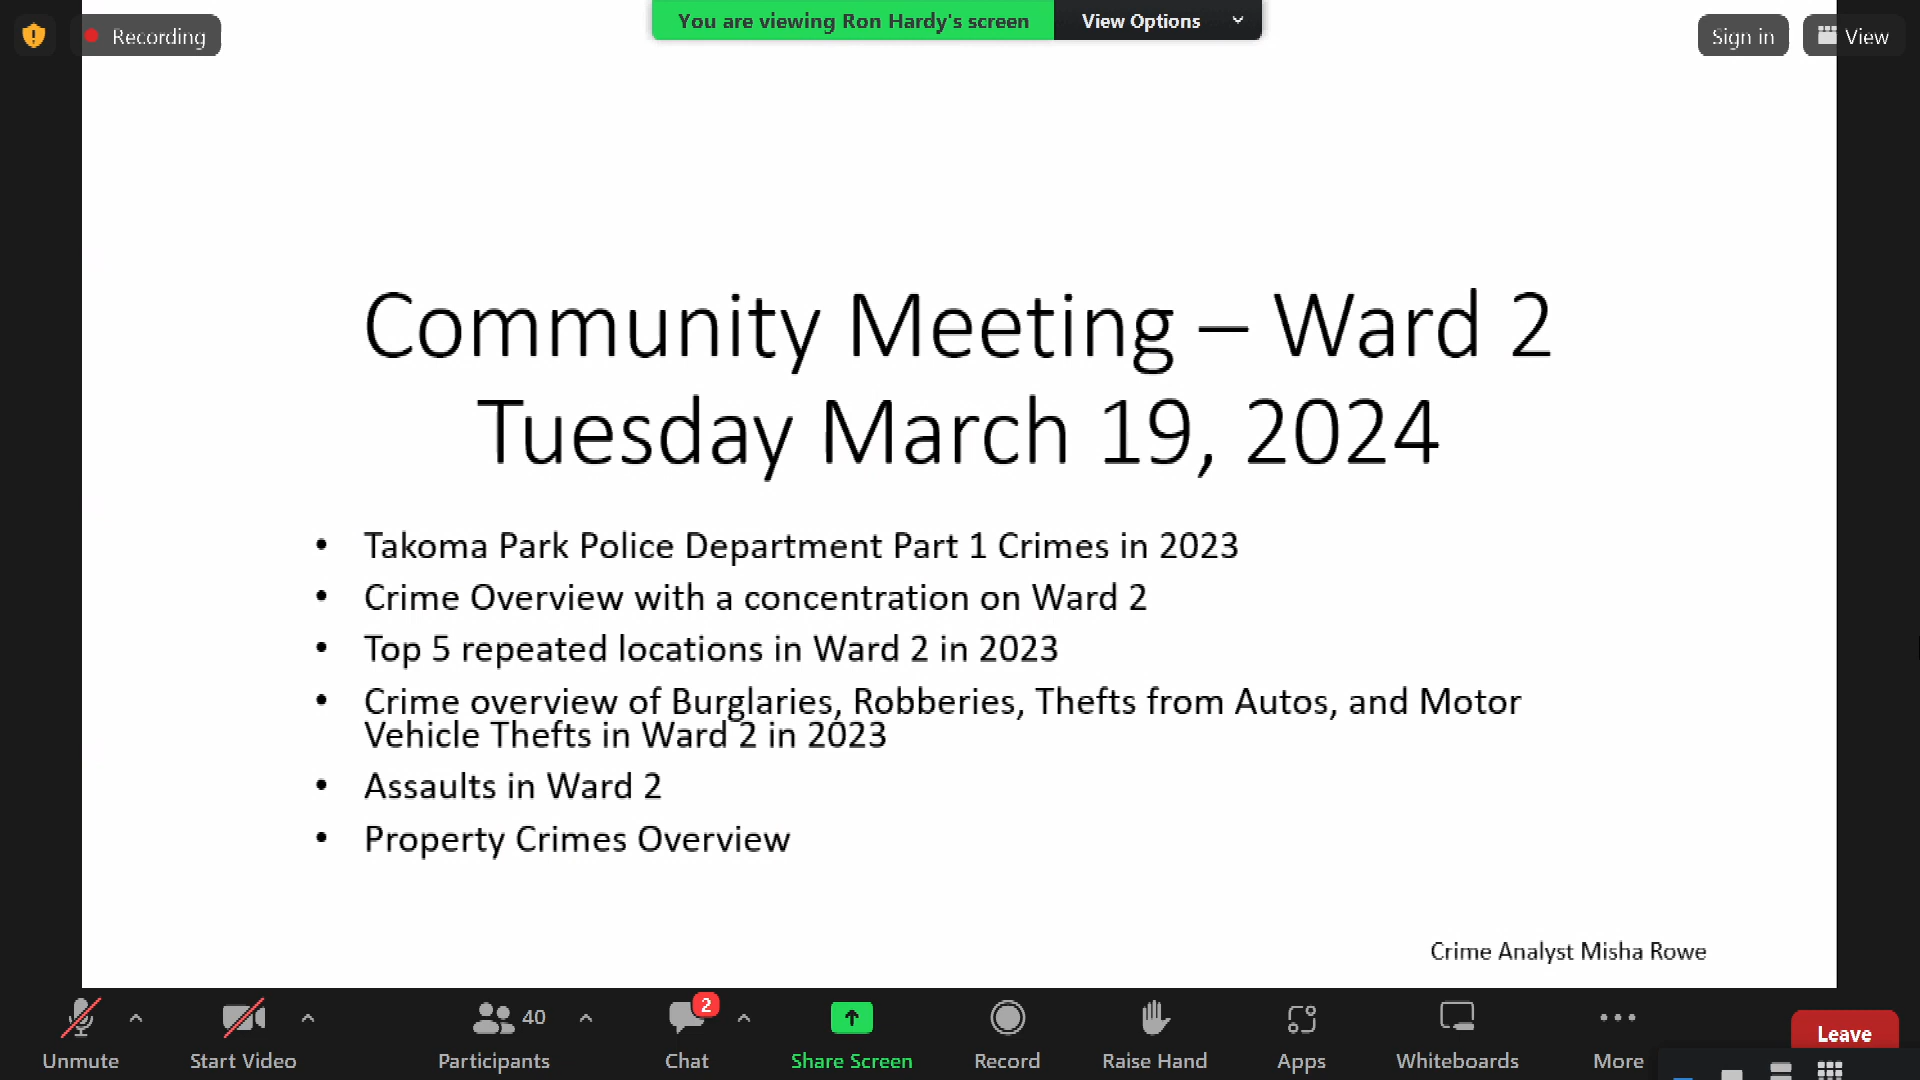 Recording
You are viewing Ron Hardy's screen
View Options
Sign in
View
Community Meeting – Ward 2
Tuesday March 19, 2024
• Takoma Park Police Department Part 1 Crimes in 2023
• Crime Overview with a concentration on Ward 2
• Top 5 repeated locations in Ward 2 in 2023
• Crime overview of Burglaries, Robberies, Thefts from Autos, and Motor
Vehicle Thefts in Ward 2 in 2023
• Assaults in Ward 2
• Property Crimes Overview
Crime Analyst Misha Rowe
40
2
Unmute
Start Video
Participants
Chat
Share Screen
Record
Raise Hand
Apps
Whiteboards
More
Leave